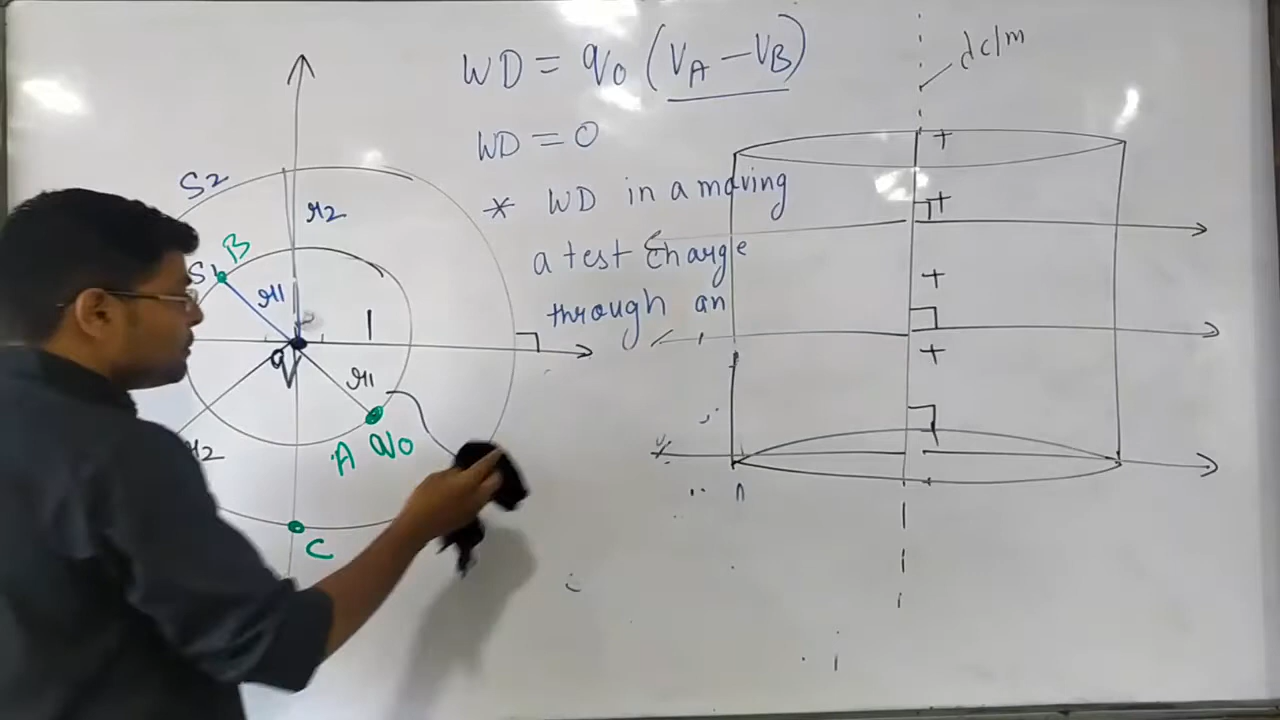 WD = q0 (VA - VB)
WD = 0
* WD in a moving
a test Charge
through an
S2
r2
B
S1
r1
q
r1
A q0
r2
C
λ c/m
+
+
+
+